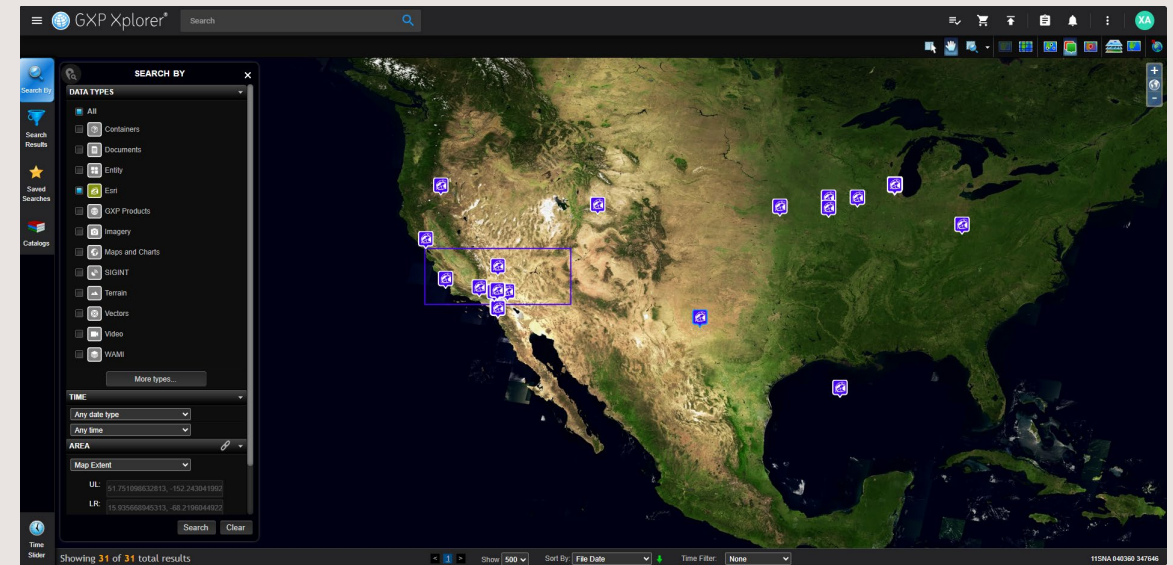 GXP Xplorer®
Search
XA
Search By
Search
Results
Saved
Searches
Catalogs
Time
Slider
SEARCH BY
DATA TYPES
All
Containers
Documents
Entity
Esri
GXP Products
Imagery
Maps and Charts
SIGINT
Terrain
Vectors
Video
WAMI
More types...
TIME
Any date type
Any time
AREA
Map Extent
UL: 51.751098632813, -152.243041992
LR: 15.935668945313, -68.2196044922
Search Clear
Showing 31 of 31 total results
< 1 > Show 500 Sort By: File Date Time Filter: None
11SNA 040360 347646